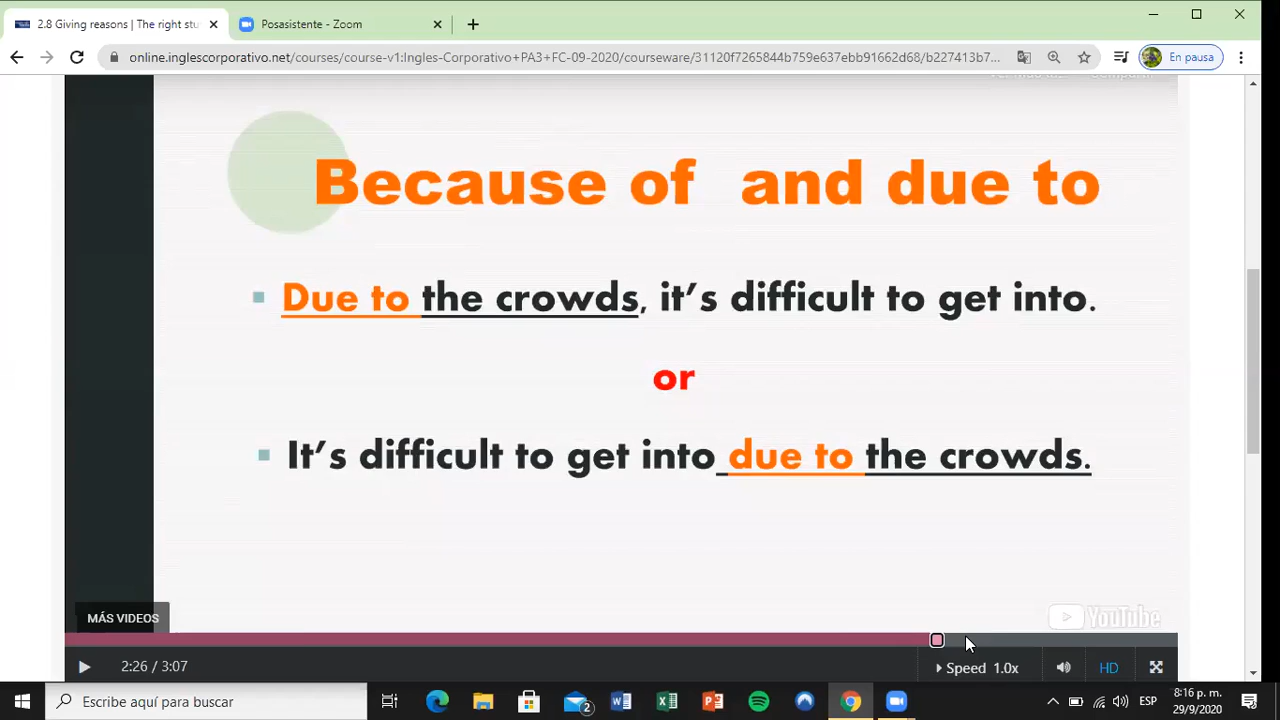 2.8 Giving reasons | The right stu
Posasistente - Zoom
online.inglescorporativo.net/courses/course-v1:Ingles-Corporativo+PA3+FC-09-2020/courseware/31120f7265844b759e637ebb91662d68/b227413b7...
En pausa
Because of and due to
Due to the crowds, it's difficult to get into.
or
It's difficult to get into due to the crowds.
MÁS VIDEOS
YouTube
2:26 / 3:07
Speed 1.0x
HD
Escribe aquí para buscar
2
ESP
8:16 p. m.
29/9/2020